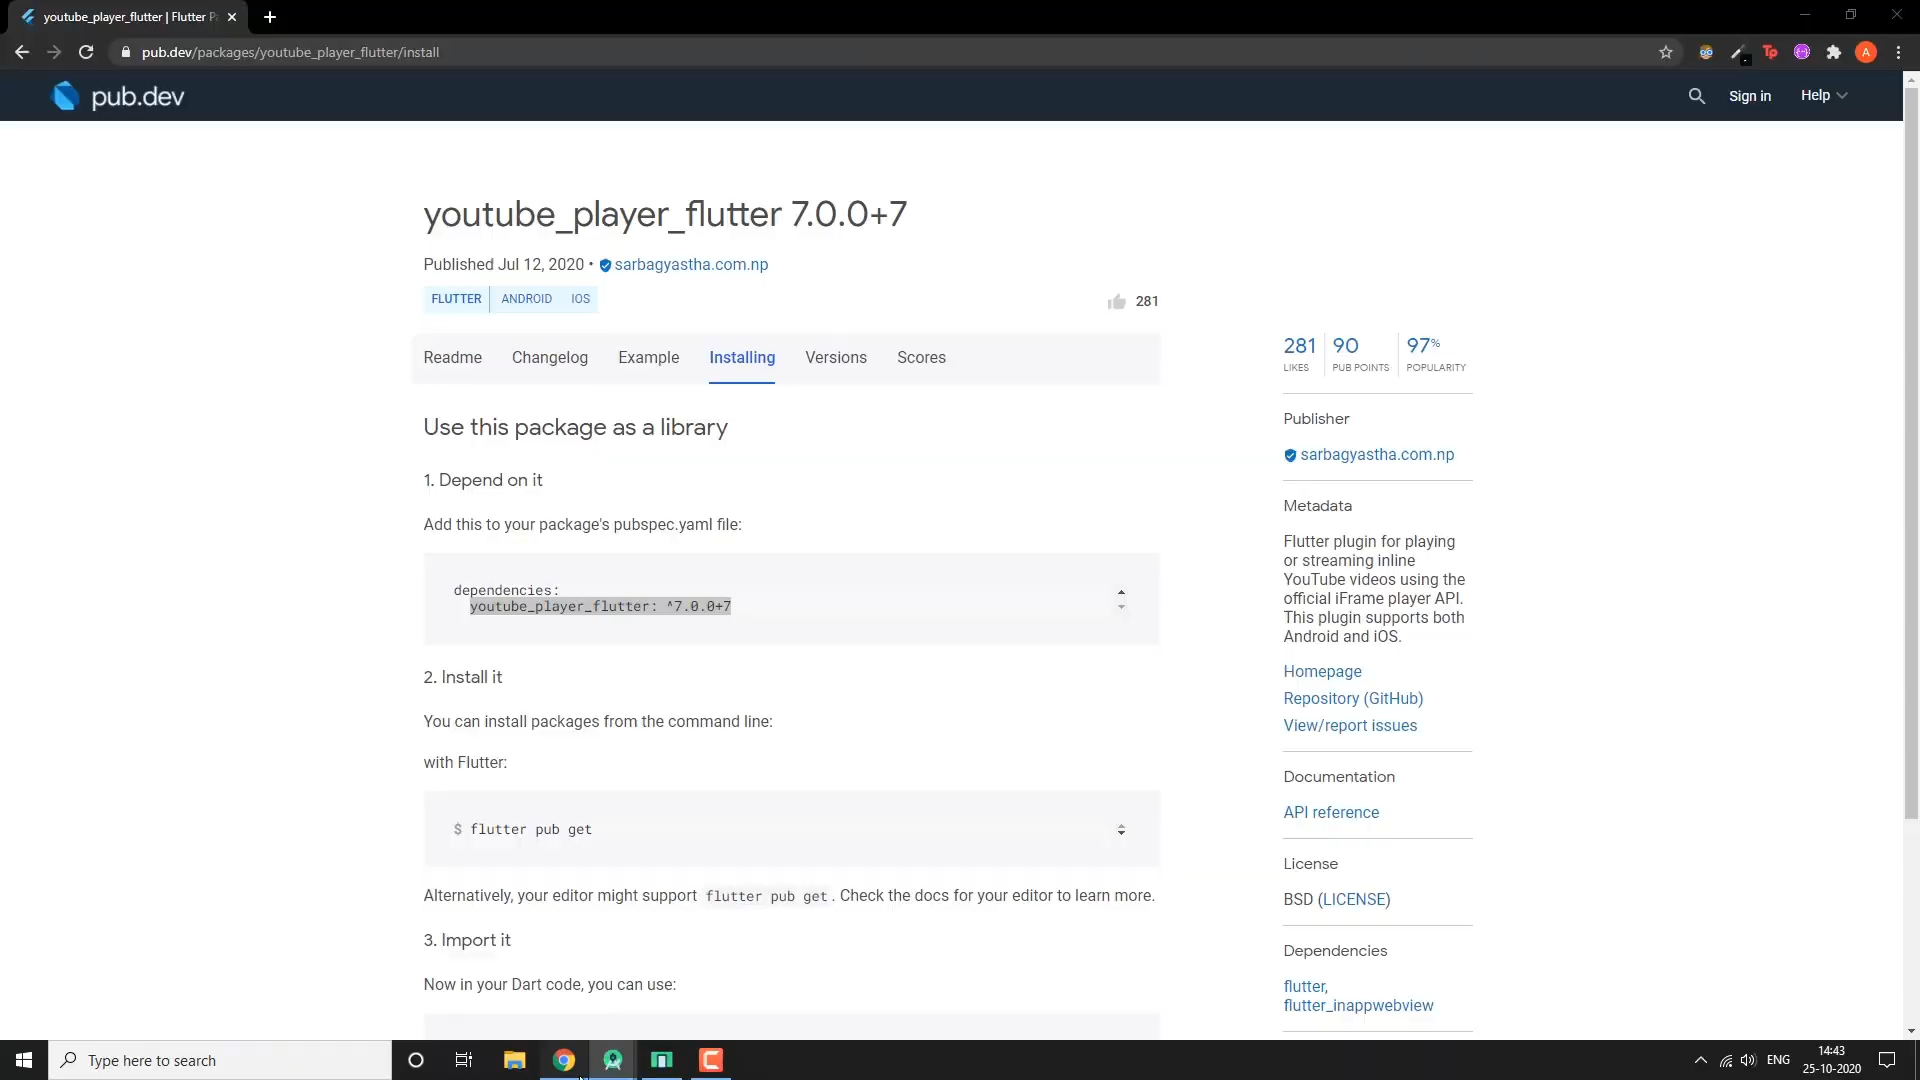 youtube_player_flutter | Flutter P
pub.dev/packages/youtube_player_flutter/install
Tp
A
pub.dev
Sign in
Help
youtube_player_flutter 7.0.0+7
Published Jul 12, 2020 • sarbagyastha.com.np
FLUTTER ANDROID IOS
281
Readme Changelog Example Installing Versions Scores
281 LIKES
90 PUB POINTS
97% POPULARITY
Use this package as a library
1. Depend on it
Add this to your package's pubspec.yaml file:
dependencies:
youtube_player_flutter: ^7.0.0+7
2. Install it
You can install packages from the command line:
with Flutter:
$ flutter pub get
Alternatively, your editor might support flutter pub get. Check the docs for your editor to learn more.
3. Import it
Now in your Dart code, you can use:
Publisher
sarbagyastha.com.np
Metadata
Flutter plugin for playing
or streaming inline
YouTube videos using the
official iFrame player API.
This plugin supports both
Android and iOS.
Homepage
Repository (GitHub)
View/report issues
Documentation
API reference
License
BSD (LICENSE)
Dependencies
flutter,
flutter_inappwebview
Type here to search
ENG
14:43
25-10-2020